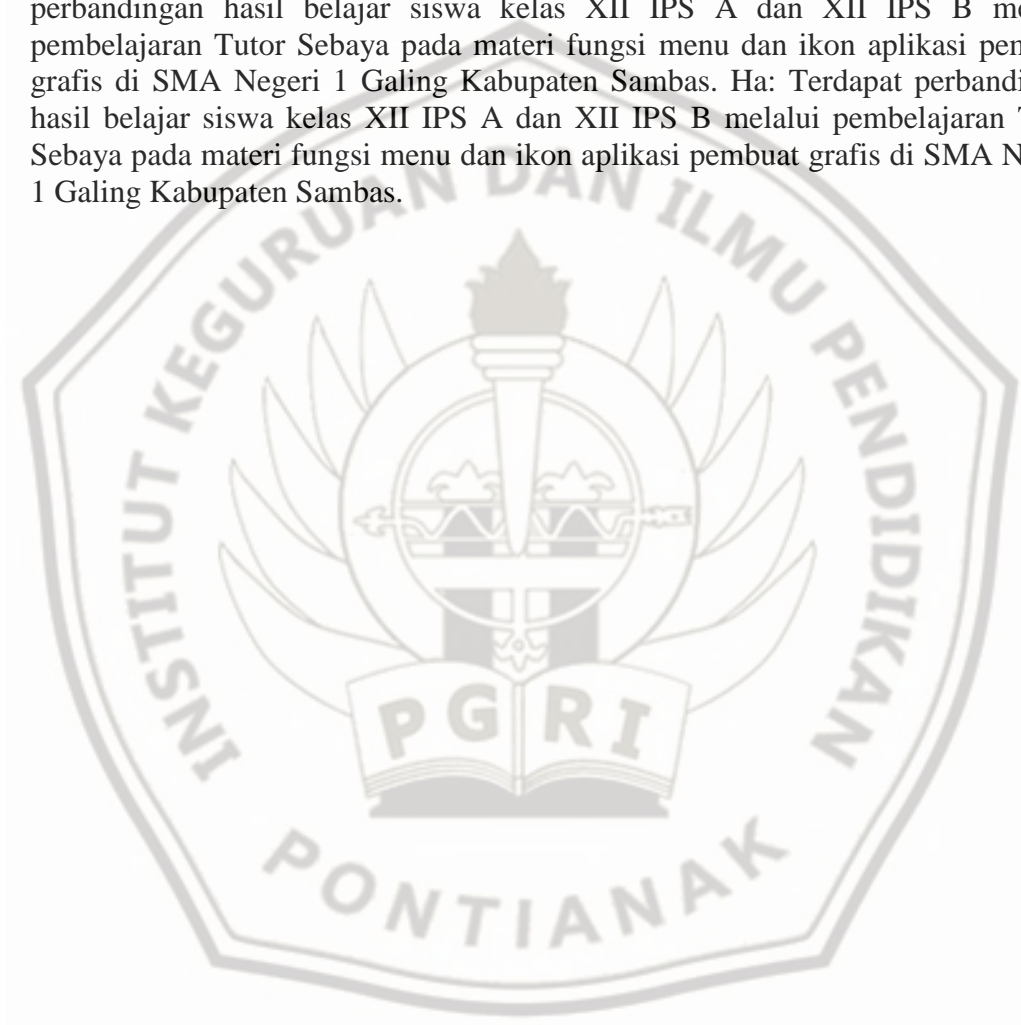 perbandingan hasil belajar siswa kelas XII IPS A dan XII IPS B
pembelajaran Tutor Sebaya pada materi fungsi menu dan ikon aplikasi
grafis di SMA Negeri 1 Galing Kabupaten Sambas. Ha: Terdapat
hasil belajar siswa kelas XII IPS A dan XII IPS B melalui pembelajaran
Sebaya pada materi fungsi menu dan ikon aplikasi pembuat grafis di SMA
1 Galing Kabupaten Sambas.
INSTITUT KEGURUAN DAN ILMU PENDIDIKAN
PGRI
PONTIANAK